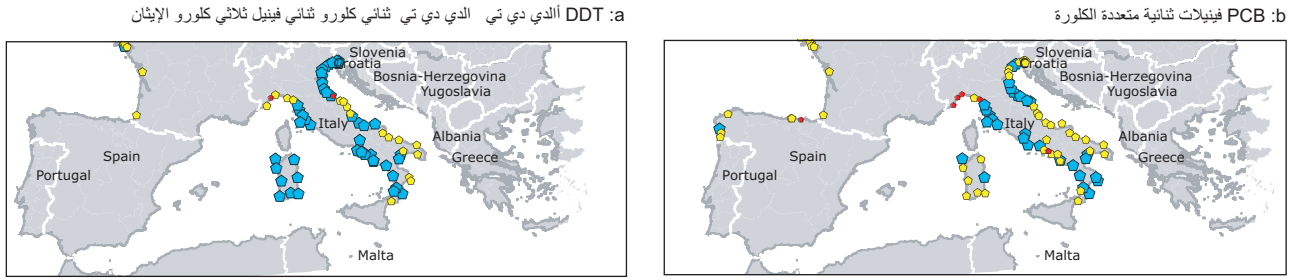 a: DDT أالدي دي تي الدي دي تي ثنائي كلورو ثنائي فينيل ثلاثي كلورو الإيثان
Slovenia
Croatia
Bosnia-Herzegovina
Yugoslavia
Italy
Albania
Spain
Greece
Portugal
Malta
b: PCB فينيلات ثنائية متعددة الكلورة
Slovenia
Croatia
Bosnia-Herzegovina
Yugoslavia
Italy
Albania
Spain
Greece
Portugal
Malta